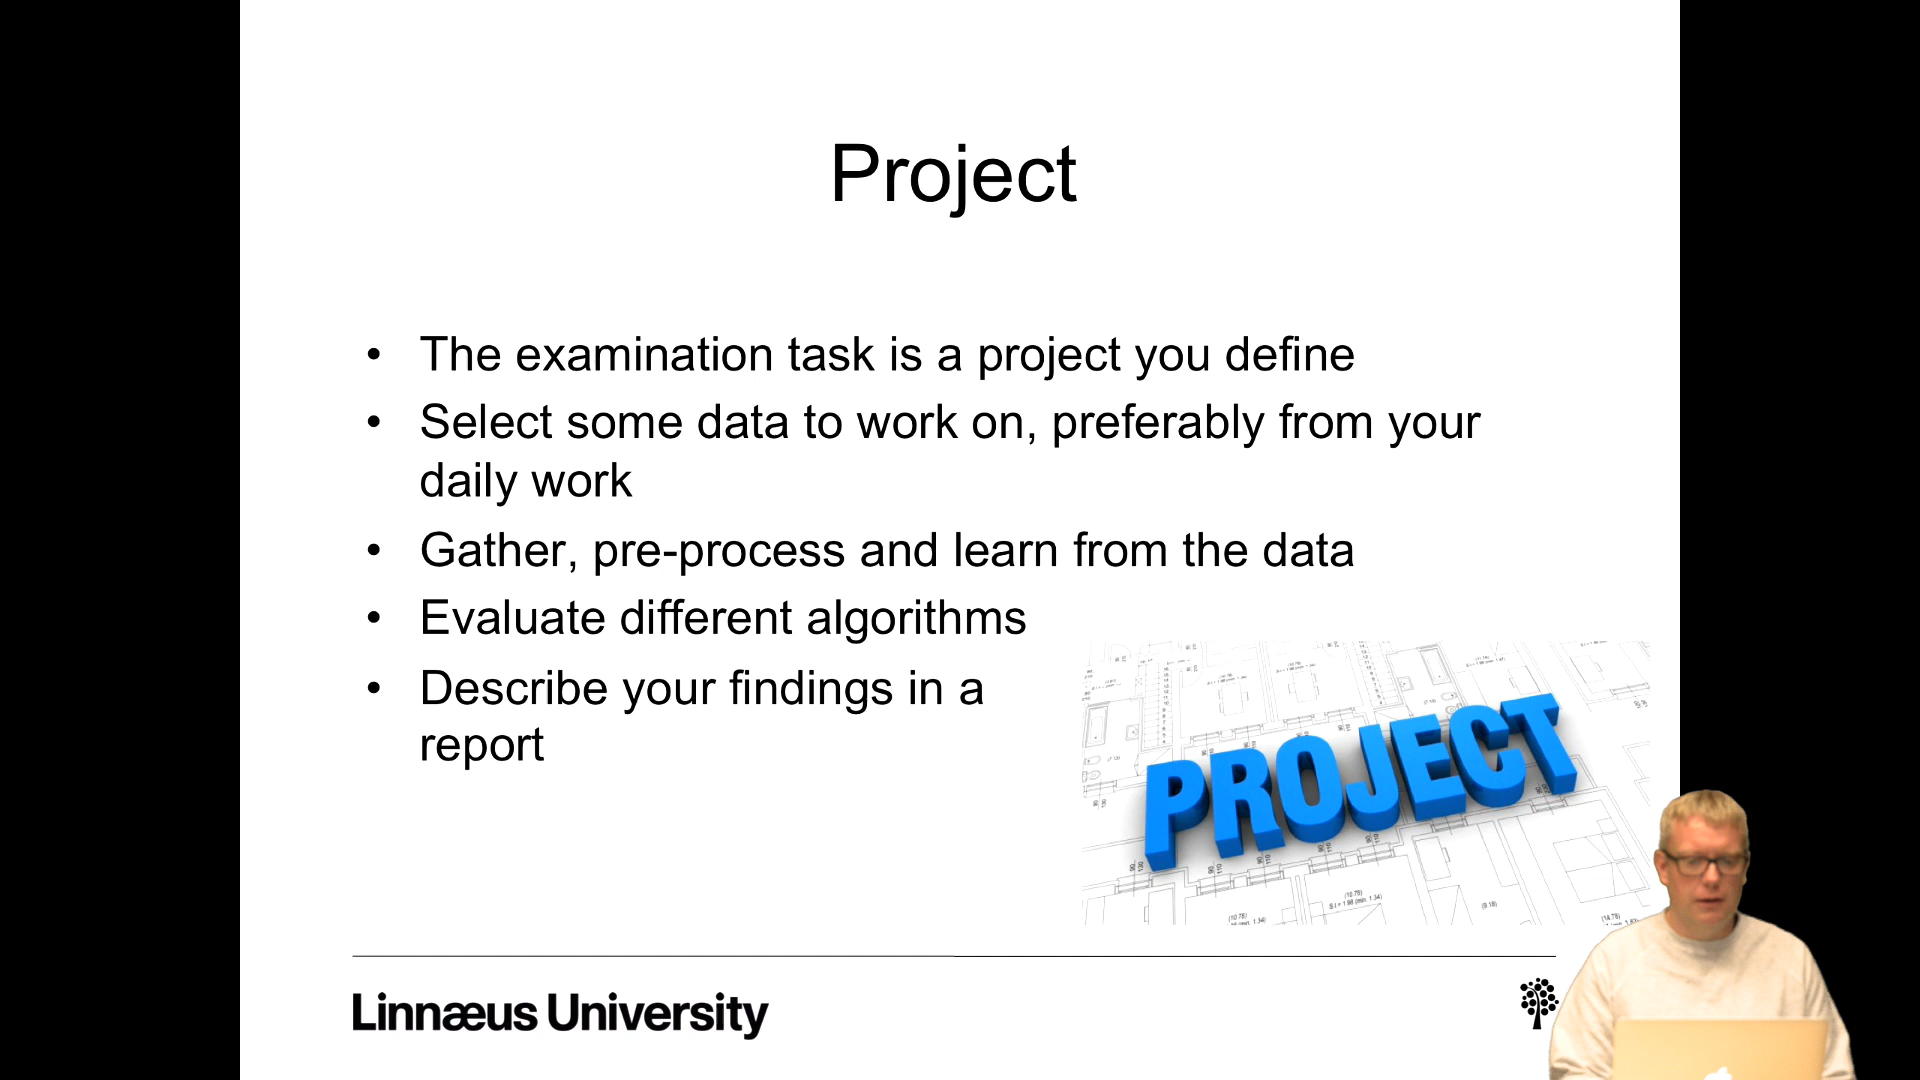 Project
• The examination task is a project you define
• Select some data to work on, preferably from your
daily work
• Gather, pre-process and learn from the data
• Evaluate different algorithms
• Describe your findings in a
report
PROJECT
Linnæus University